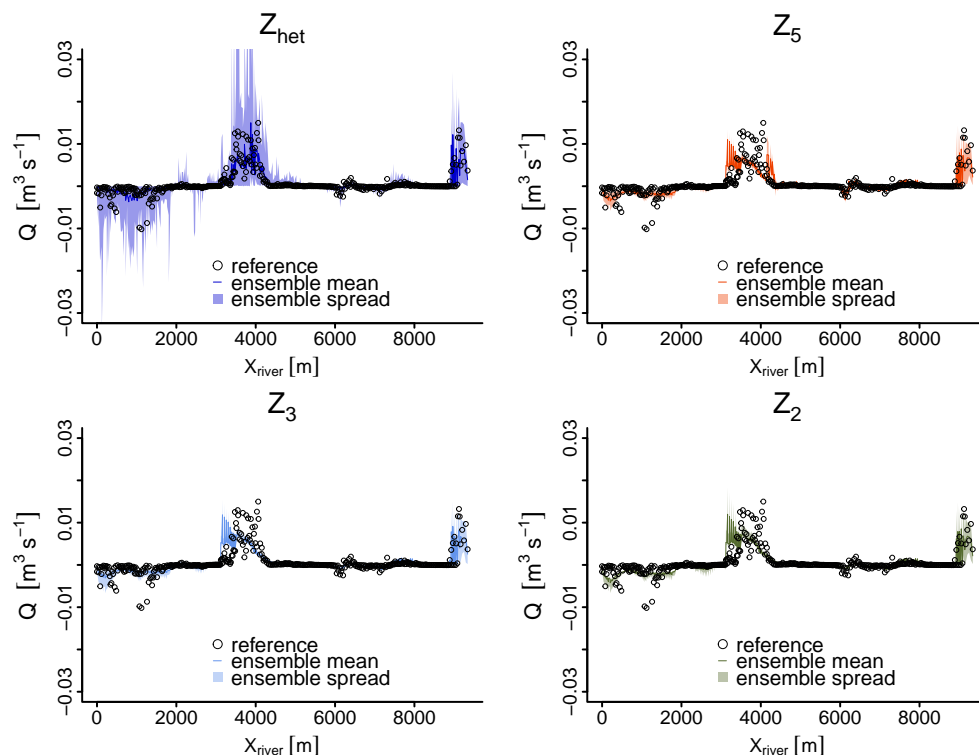 Z_het
0.03
0.01
−0.01
−0.03
Q [m³ s⁻¹]
○ reference
ensemble mean
ensemble spread
0 2000 4000 6000 8000
X_river [m]
Z_5
0.03
0.01
−0.01
−0.03
Q [m³ s⁻¹]
○ reference
ensemble mean
ensemble spread
0 2000 4000 6000 8000
X_river [m]
Z_3
0.03
0.01
−0.01
−0.03
Q [m³ s⁻¹]
○ reference
ensemble mean
ensemble spread
0 2000 4000 6000 8000
X_river [m]
Z_2
0.03
0.01
−0.01
−0.03
Q [m³ s⁻¹]
○ reference
ensemble mean
ensemble spread
0 2000 4000 6000 8000
X_river [m]